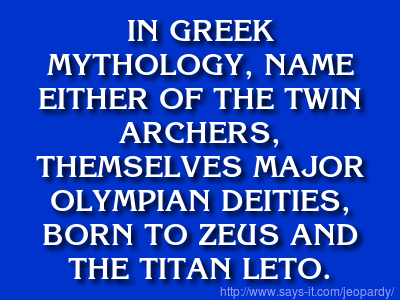 IN GREEK
MYTHOLOGY, NAME
EITHER OF THE TWIN
ARCHERS,
THEMSELVES MAJOR
OLYMPIAN DEITIES,
BORN TO ZEUS AND
THE TITAN LETO.
http://www.says-it.com/jeopardy/